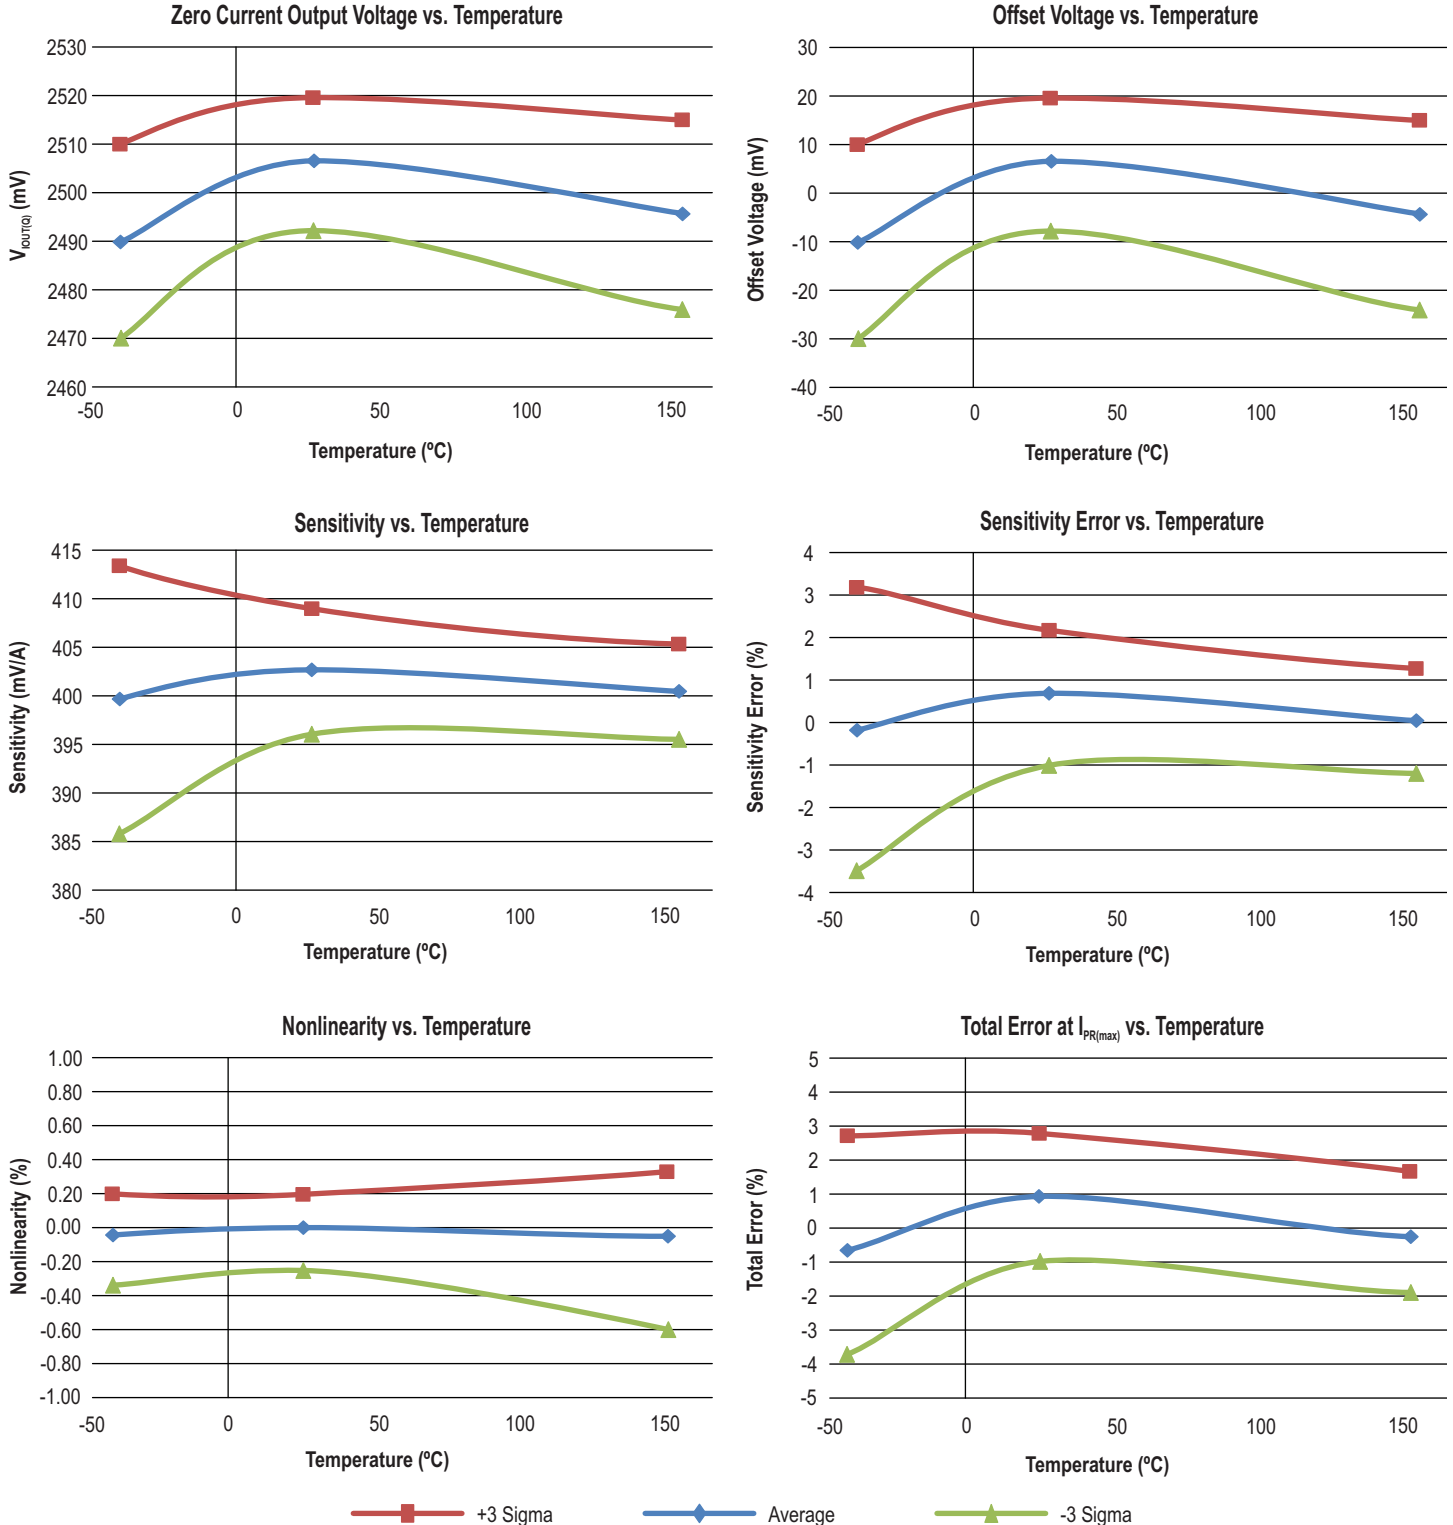 Zero Current Output Voltage vs. Temperature
2530
2520
2510
2500
2490
2480
2470
2460
VIOUT(Q) (mV)
-50 0 50 100 150
Temperature (ºC)
Offset Voltage vs. Temperature
30
20
10
0
-10
-20
-30
-40
Offset Voltage (mV)
-50 0 50 100 150
Temperature (ºC)
Sensitivity vs. Temperature
415
410
405
400
395
390
385
380
Sensitivity (mV/A)
-50 0 50 100 150
Temperature (ºC)
Sensitivity Error vs. Temperature
4
3
2
1
0
-1
-2
-3
-4
Sensitivity Error (%)
-50 0 50 100 150
Temperature (ºC)
Nonlinearity vs. Temperature
1.00
0.80
0.60
0.40
0.20
0.00
-0.20
-0.40
-0.60
-0.80
-1.00
Nonlinearity (%)
-50 0 50 100 150
Temperature (ºC)
Total Error at IPR(max) vs. Temperature
5
4
3
2
1
0
-1
-2
-3
-4
-5
Total Error (%)
-50 0 50 100 150
Temperature (ºC)
+3 Sigma Average -3 Sigma